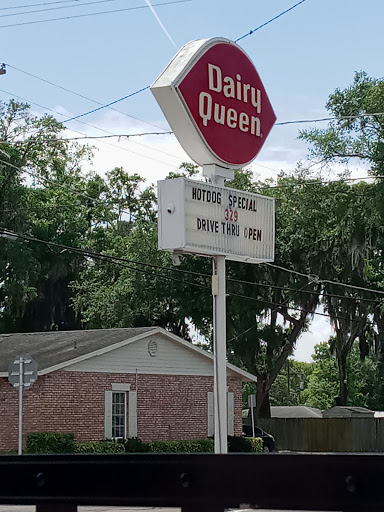 Dairy
Queen
HOTDOG SPECIAL
329
DRIVE THRU OPEN